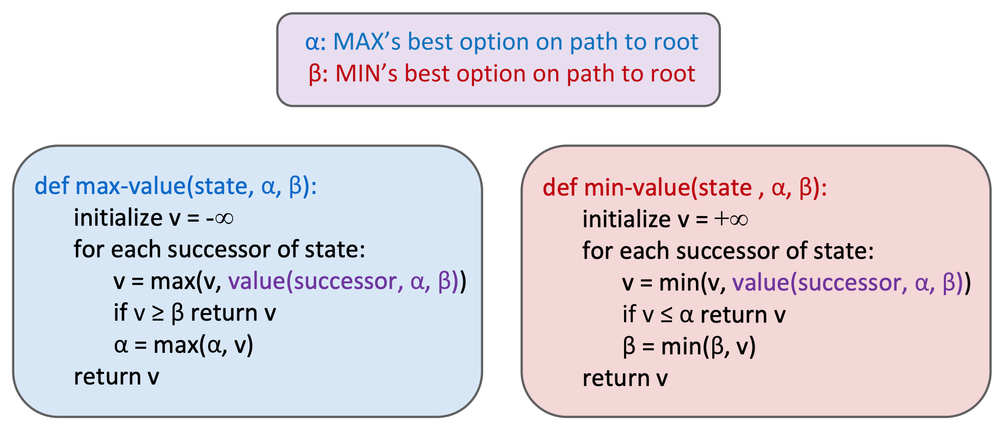 α: MAX’s best option on path to root
β: MIN’s best option on path to root
def max-value(state, α, β):
initialize v = -∞
for each successor of state:
v = max(v, value(successor, α, β))
if v ≥ β return v
α = max(α, v)
return v
def min-value(state , α, β):
initialize v = +∞
for each successor of state:
v = min(v, value(successor, α, β))
if v ≤ α return v
β = min(β, v)
return v